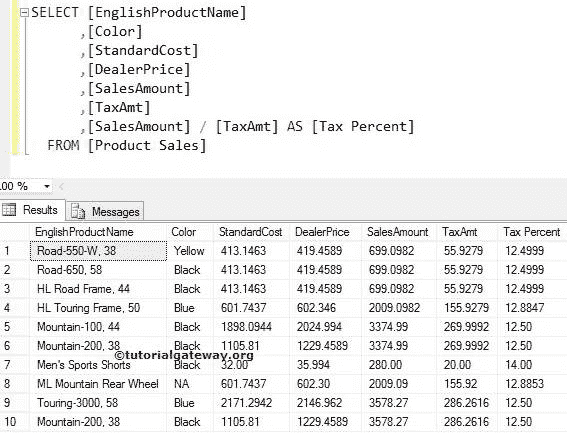 SELECT [EnglishProductName]
,[Color]
,[StandardCost]
,[DealerPrice]
,[SalesAmount]
,[TaxAmt]
,[SalesAmount] / [TaxAmt] AS [Tax Percent]
FROM [Product Sales]
.00 %
Results Messages
EnglishProductName Color StandardCost DealerPrice SalesAmount TaxAmt Tax Percent
1 Road-550-W, 38 Yellow 413.1463 419.4589 699.0982 55.9279 12.4999
2 Road-650, 58 Black 413.1463 419.4589 699.0982 55.9279 12.4999
3 HL Road Frame, 44 Black 413.1463 419.4589 699.0982 55.9279 12.4999
4 HL Touring Frame, 50 Blue 601.7437 602.346 2009.0982 155.9279 12.8847
5 Mountain-100, 44 Black 1898.0944 2024.994 3374.99 269.9992 12.50
6 Mountain-200, 38 Black 1105.81 1229.4589 3374.99 269.9992 12.50
©tutorialgateway.org
7 Men's Sports Shorts Black 32.00 35.994 280.00 20.00 14.00
8 ML Mountain Rear Wheel NA 601.7437 602.30 2009.09 155.92 12.8853
9 Touring-3000, 58 Blue 2171.2942 2146.962 3578.27 286.2616 12.50
10 Mountain-200, 38 Black 1105.81 1229.4589 3578.27 286.2616 12.50